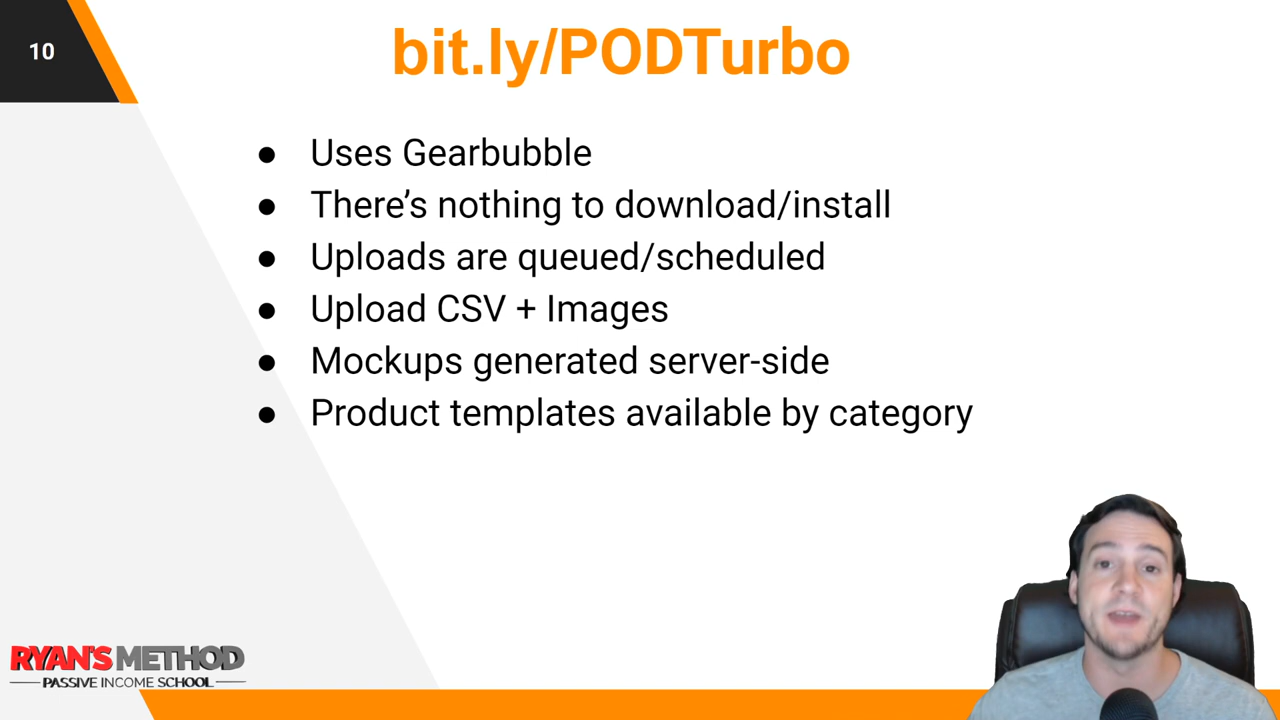 10
bit.ly/PODTurbo
● Uses Gearbubble
● There’s nothing to download/install
● Uploads are queued/scheduled
● Upload CSV + Images
● Mockups generated server-side
● Product templates available by category
RYAN'S METHOD
PASSIVE INCOME SCHOOL